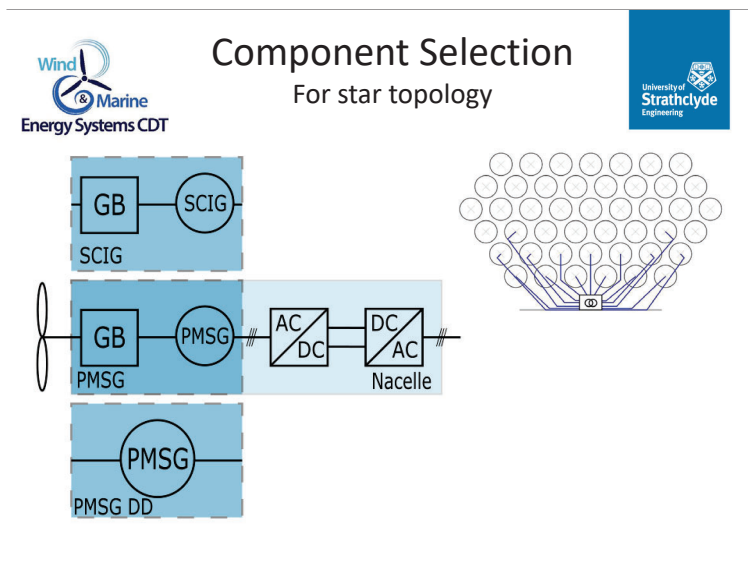 Wind
&
Marine
Energy Systems CDT
Component Selection
For star topology
University of
Strathclyde
Engineering
GB
SCIG
SCIG
GB
PMSG
PMSG
AC
DC
DC
AC
Nacelle
PMSG
PMSG DD